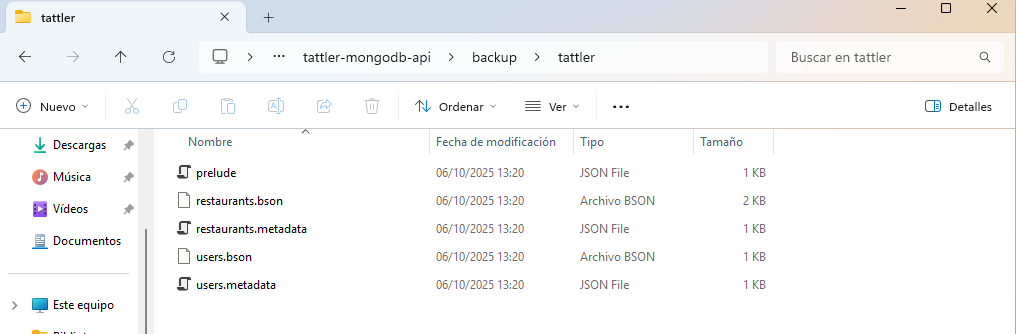 tattler
tattler-mongodb-api > backup > tattler
Buscar en tattler
Nuevo
Ordenar
Ver
Detalles
Nombre Fecha de modificación Tipo Tamaño
Descargas
Música
Vídeos
Documentos
Este equipo
prelude 06/10/2025 13:20 JSON File 1 KB
restaurants.bson 06/10/2025 13:20 Archivo BSON 2 KB
restaurants.metadata 06/10/2025 13:20 JSON File 1 KB
users.bson 06/10/2025 13:20 Archivo BSON 1 KB
users.metadata 06/10/2025 13:20 JSON File 1 KB